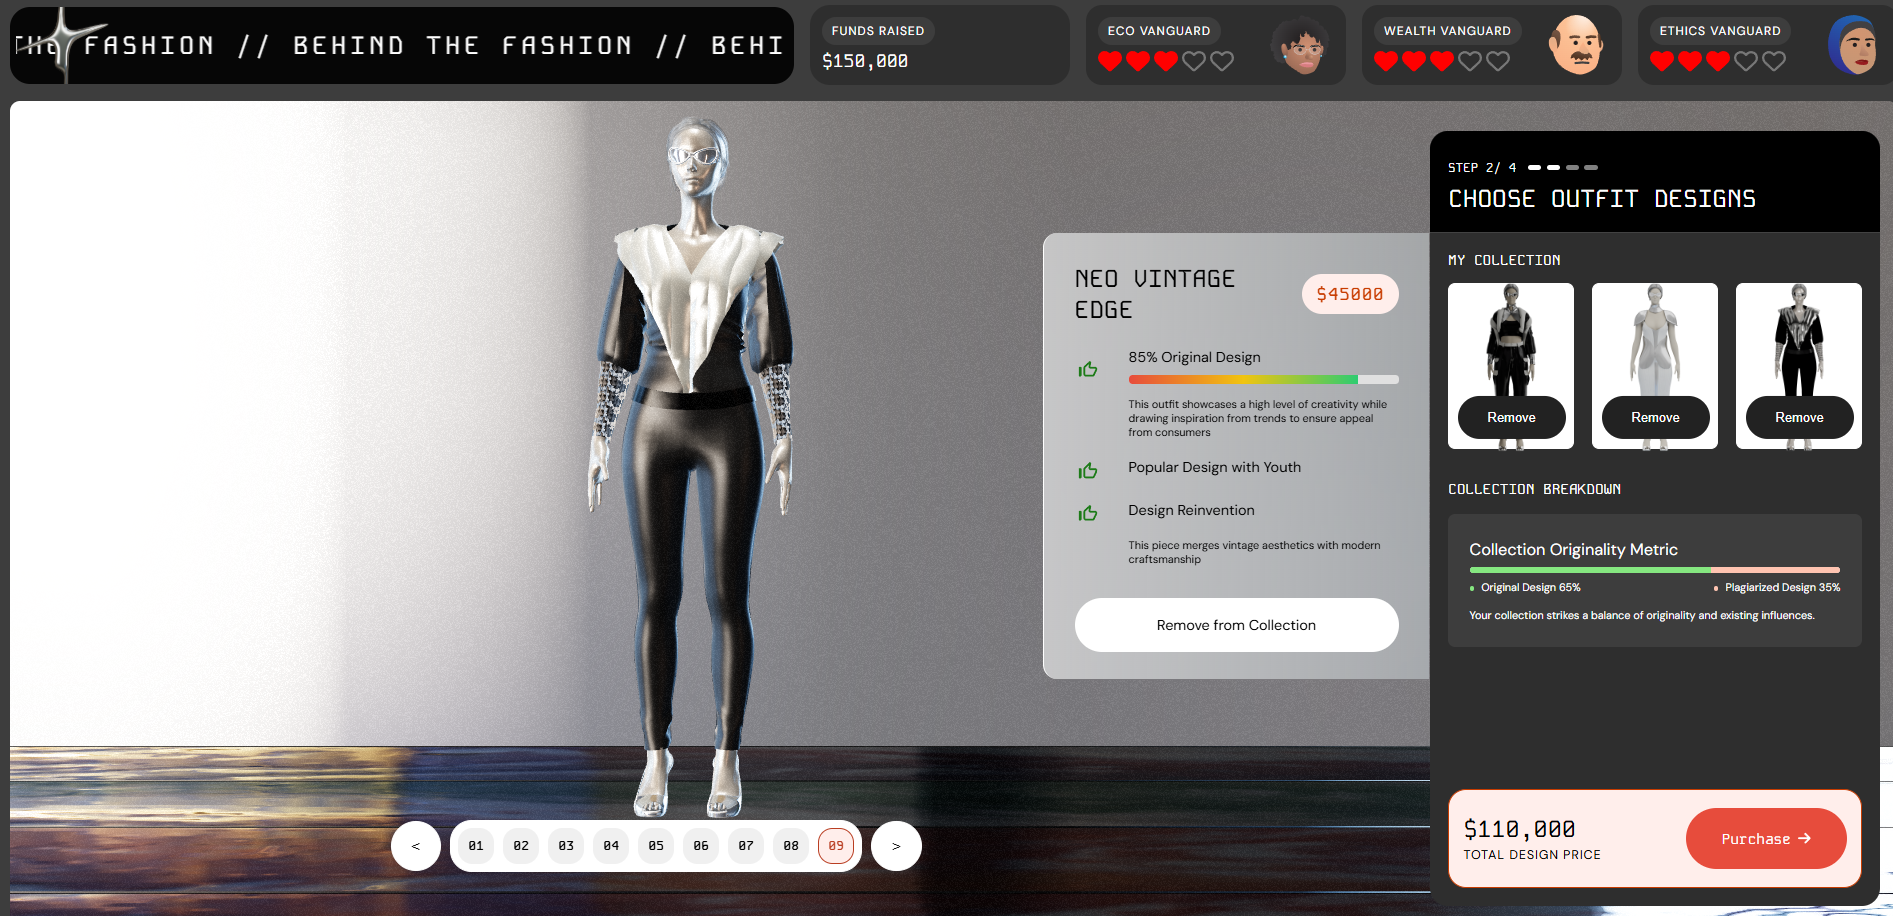 THE FASHION // BEHIND THE FASHION // BEHI
FUNDS RAISED
$150,000
ECO VANGUARD
WEALTH VANGUARD
ETHICS VANGUARD
STEP 2/ 4
CHOOSE OUTFIT DESIGNS
MY COLLECTION
Remove
Remove
Remove
COLLECTION BREAKDOWN
Collection Originality Metric
Original Design 65%
Plagiarized Design 35%
Your collection strikes a balance of originality and existing influences.
$110,000
TOTAL DESIGN PRICE
Purchase →
NEO VINTAGE
EDGE
$45000
85% Original Design
This outfit showcases a high level of creativity while
drawing inspiration from trends to ensure appeal
from consumers
Popular Design with Youth
Design Reinvention
This piece merges vintage aesthetics with modern
craftsmanship
Remove from Collection
< 01 02 03 04 05 06 07 08 09 >